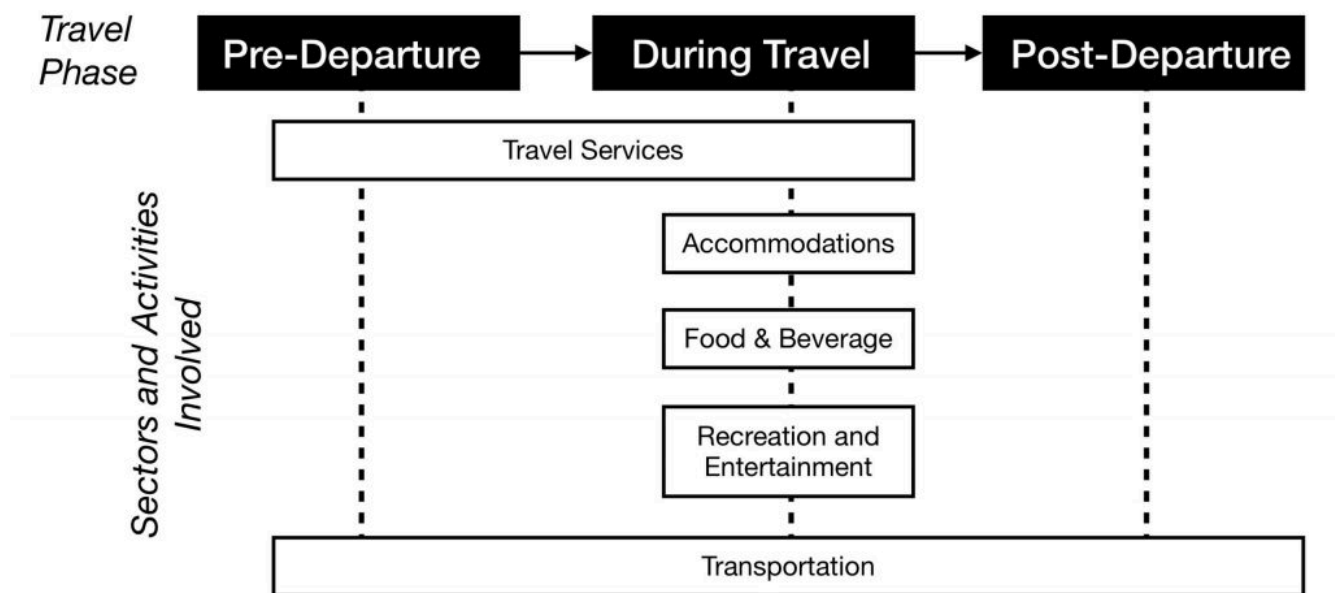 Travel
Phase
Pre-Departure
During Travel
Post-Departure
Travel Services
Accommodations
Food & Beverage
Recreation and
Entertainment
Transportation
Sectors and Activities
Involved